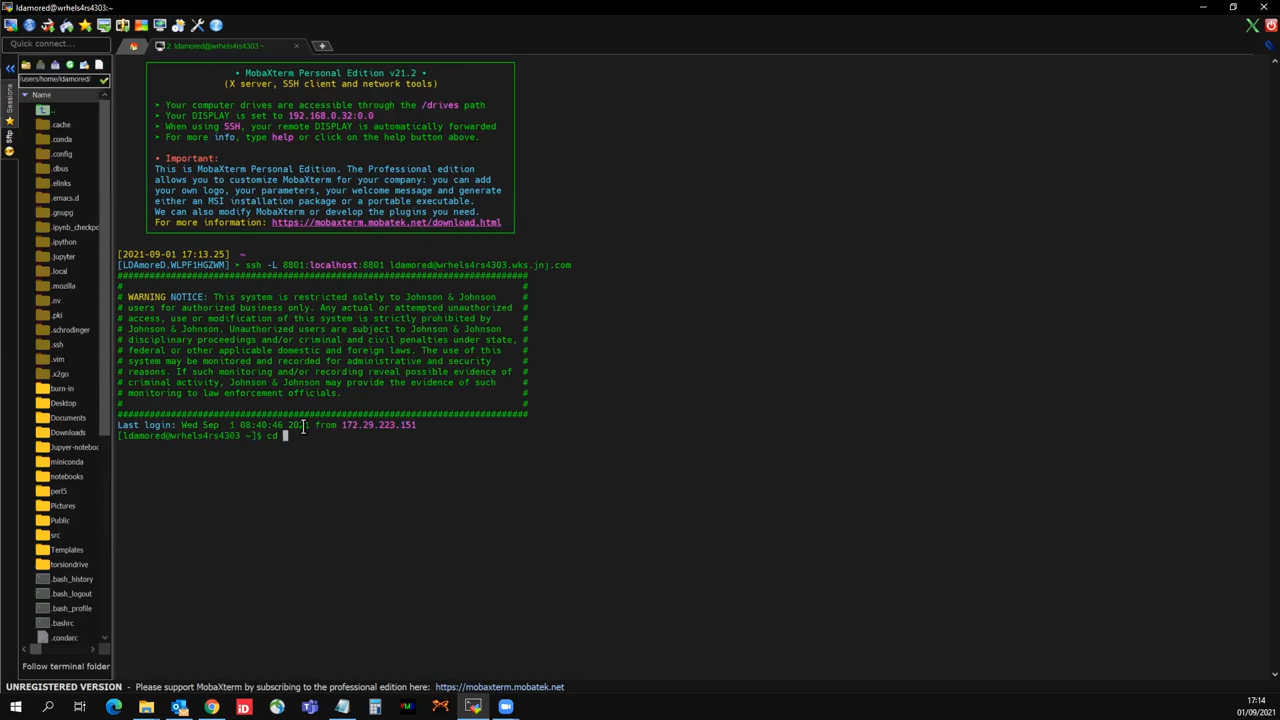 ldamored@wrhels4rs4303:~
Quick connect...
2. ldamored@wrhels4rs4303:~
/users/home/ldamored/
Name
..
.cache
.conda
.config
.dbus
.elinks
.emacs.d
.gnupg
.ipynb_checkpo
.ipython
.jupyter
.local
.mozilla
.nv
.pki
.schrodinger
.ssh
.vim
.x2go
burn-in
Desktop
Documents
Downloads
Jupyer-noteboo
miniconda
notebooks
perl5
Pictures
Public
src
Templates
torsiondrive
.bash_history
.bash_logout
.bash_profile
.bashrc
.condarc
Follow terminal folder
Sessions
Sftp
• MobaXterm Personal Edition v21.2 •
(X server, SSH client and network tools)
➤ Your computer drives are accessible through the /drives path
➤ Your DISPLAY is set to 192.168.0.32:0.0
➤ When using SSH, your remote DISPLAY is automatically forwarded
➤ For more info, type help or click on the help button above.
• Important:
This is MobaXterm Personal Edition. The Professional edition
allows you to customize MobaXterm for your company: you can add
your own logo, your parameters, your welcome message and generate
either an MSI installation package or a portable executable.
We can also modify MobaXterm or develop the plugins you need.
For more information: https://mobaxterm.mobatek.net/download.html
[2021-09-01 17:13.25] ~
[LDAmoreD.WLPF1HGZWM] ➤ ssh -L 8801:localhost:8801 ldamored@wrhels4rs4303.wks.jnj.com
##############################################################################
# #
# WARNING NOTICE: This system is restricted solely to Johnson & Johnson #
# users for authorized business only. Any actual or attempted unauthorized #
# access, use or modification of this system is strictly prohibited by #
# Johnson & Johnson. Unauthorized users are subject to Johnson & Johnson #
# disciplinary proceedings and/or criminal and civil penalties under state, #
# federal or other applicable domestic and foreign laws. The use of this #
# system may be monitored and recorded for administrative and security #
# reasons. If such monitoring and/or recording reveal possible evidence of #
# criminal activity, Johnson & Johnson may provide the evidence of such #
# monitoring to law enforcement officials. #
# #
##############################################################################
Last login: Wed Sep 1 08:40:46 2021 from 172.29.223.151
[ldamored@wrhels4rs4303 ~]$ cd
UNREGISTERED VERSION - Please support MobaXterm by subscribing to the professional edition here: https://mobaxterm.mobatek.net
17:14
01/09/2021